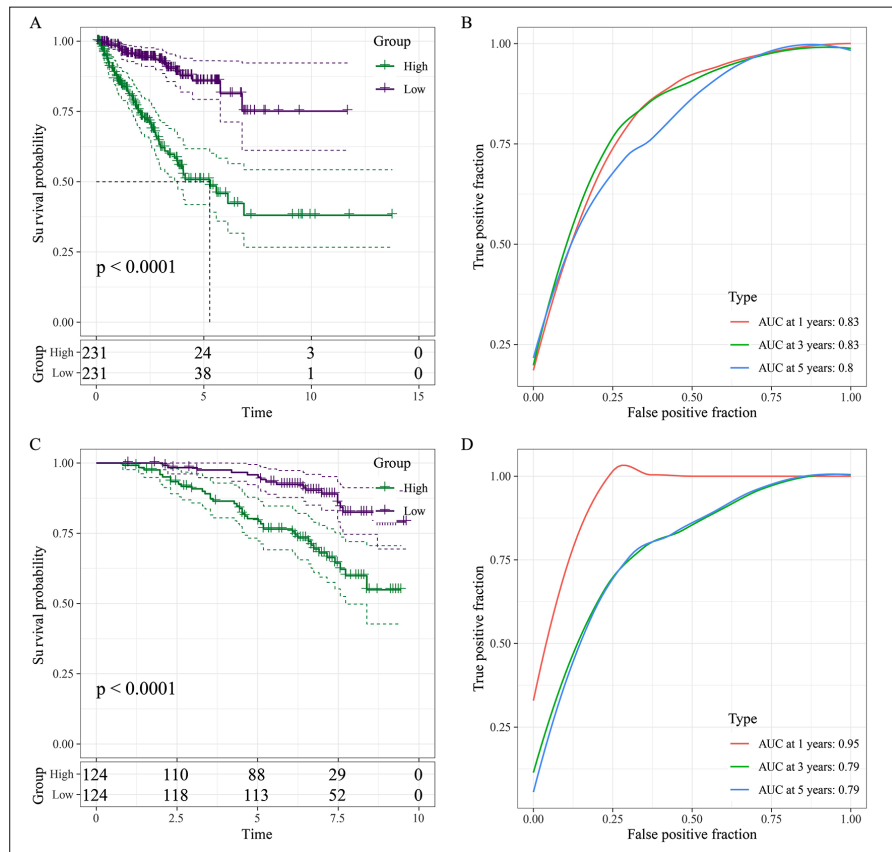 A
Group
High
Low
Survival probability
1.00
0.75
0.50
0.25
0.00
p < 0.0001
Group
High 231 24 3 0
Low 231 38 1 0
0 5 10 15
Time
B
True positive fraction
1.00
0.75
0.50
0.25
Type
AUC at 1 years: 0.83
AUC at 3 years: 0.83
AUC at 5 years: 0.8
0.00 0.25 0.50 0.75 1.00
False positive fraction
C
Group
High
Low
Survival probability
1.00
0.75
0.50
0.25
0.00
p < 0.0001
Group
High 124 110 88 29 0
Low 124 118 113 52 0
0 2.5 5 7.5 10
Time
D
True positive fraction
1.00
0.75
0.50
0.25
Type
AUC at 1 years: 0.95
AUC at 3 years: 0.79
AUC at 5 years: 0.79
0.00 0.25 0.50 0.75 1.00
False positive fraction